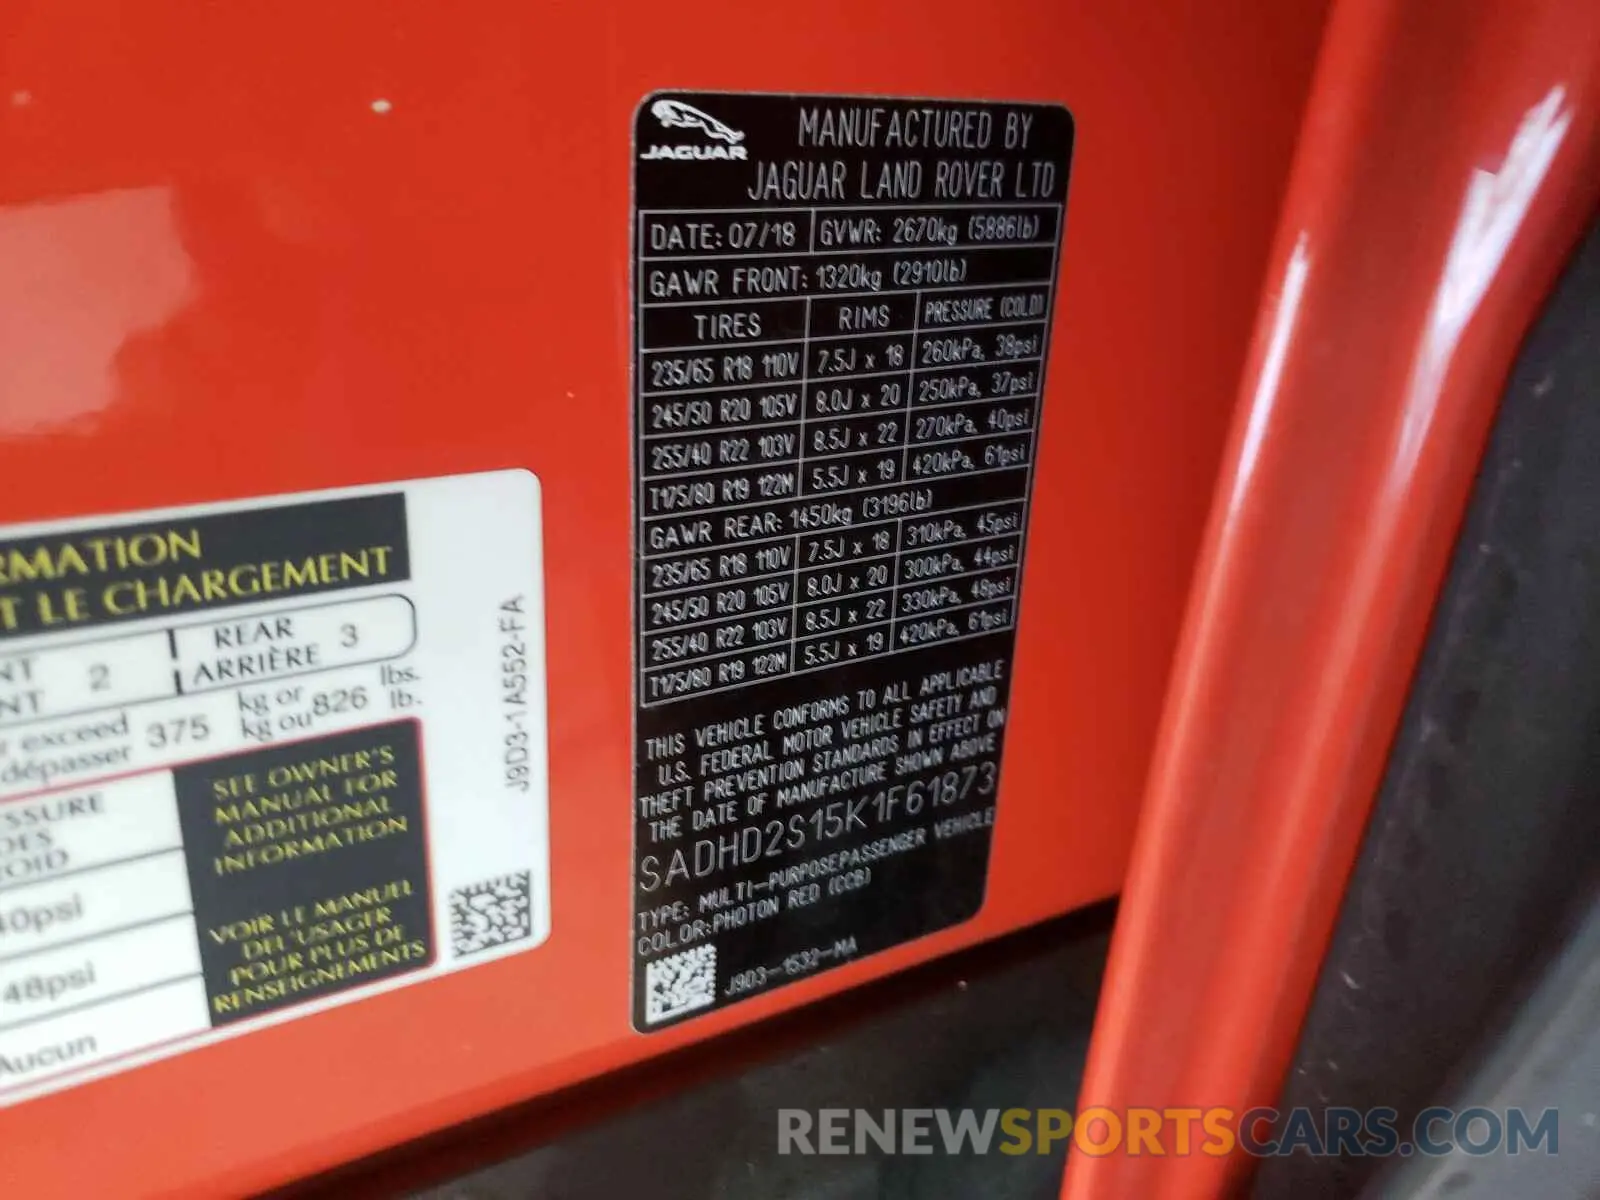 JAGUAR
MANUFACTURED BY
JAGUAR LAND ROVER LTD
DATE: 07/18 GVWR: 2670kg (5886lb)
GAWR FRONT: 1320kg (2910lb)
TIRES RIMS PRESSURE (COLD)
235/65 R18 110V 7.5J x 18 260kPa, 38psi
245/50 R20 105V 8.0J x 20 250kPa, 37psi
255/40 R22 103V 8.5J x 22 270kPa, 40psi
T175/80 R19 122M 5.5J x 19 420kPa, 61psi
GAWR REAR: 1450kg (3196lb)
235/65 R18 110V 7.5J x 18 310kPa, 45psi
245/50 R20 105V 8.0J x 20 300kPa, 44psi
255/40 R22 103V 8.5J x 22 330kPa, 48psi
T175/80 R19 122M 5.5J x 19 420kPa, 61psi
THIS VEHICLE CONFORMS TO ALL APPLICABLE
U.S. FEDERAL MOTOR VEHICLE SAFETY AND
THEFT PREVENTION STANDARDS IN EFFECT ON
THE DATE OF MANUFACTURE SHOWN ABOVE
SADHD2S15K1F61873
TYPE: MULTI-PURPOSE PASSENGER VEHICLE
COLOR: PHOTON RED (CCB)
J9D3-1532-MA
RMATION
T LE CHARGEMENT
NT 2 REAR 3
NT ARRIÈRE
exceed 375 kg or 826 lbs.
dépasser kg ou lb.
SSURE
DES
OID
40psi
48psi
Aucun
SEE OWNER'S
MANUAL FOR
ADDITIONAL
INFORMATION
VOIR LE MANUEL
DE L'USAGER
POUR PLUS DE
RENSEIGNEMENTS
J9D3-1A552-FA
RENEWSPORTSCARS.COM